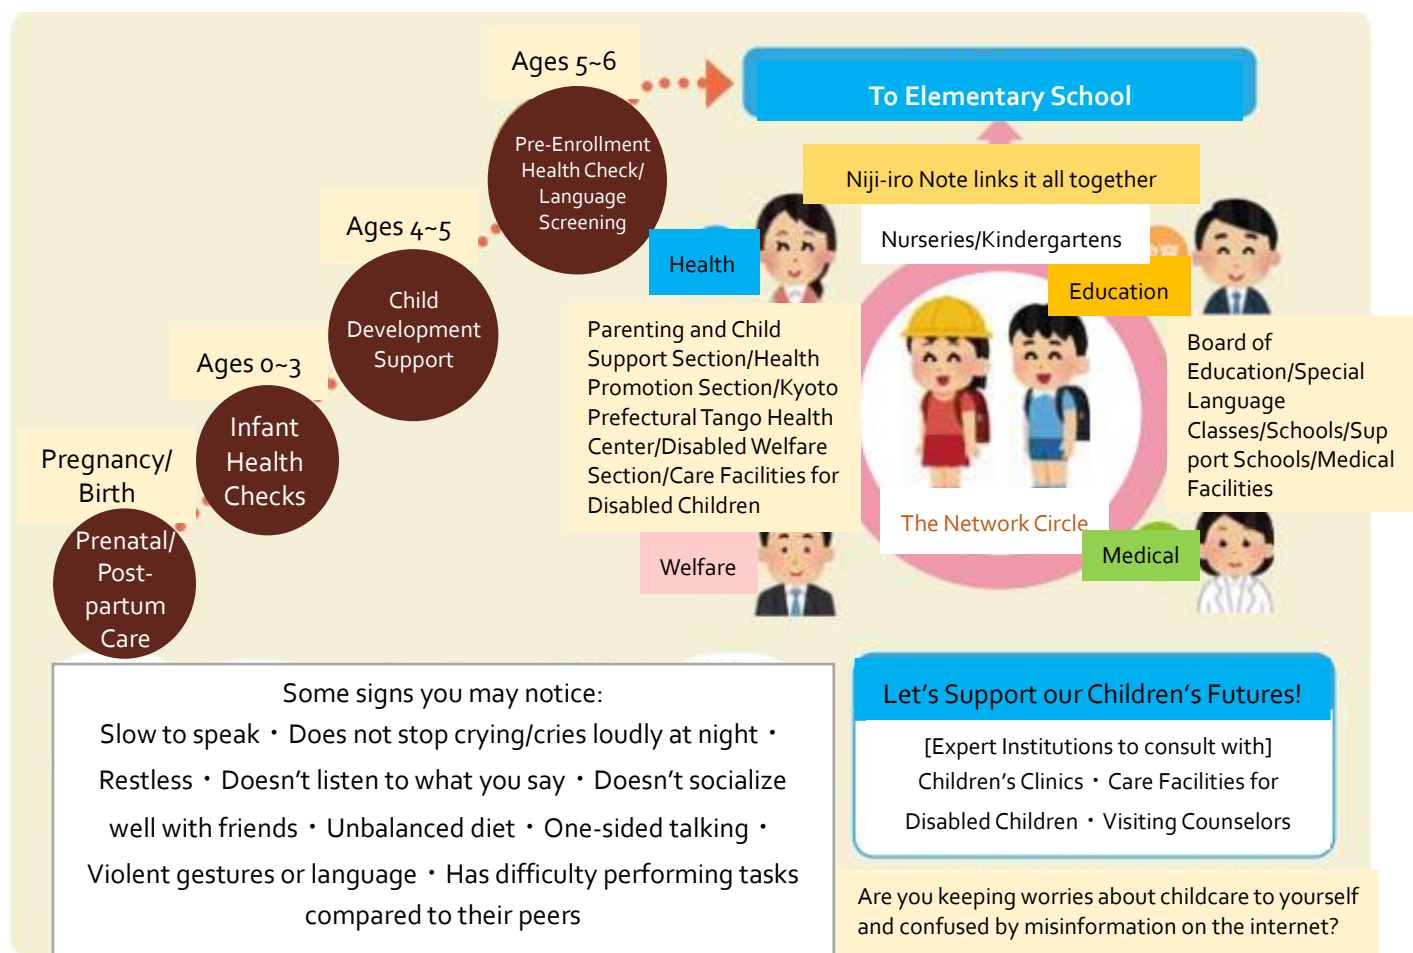 Ages 5~6
Pre-Enrollment
Health Check/
Language
Screening
Ages 4~5
Child
Development
Support
Ages 0~3
Infant
Health
Checks
Pregnancy/
Birth
Prenatal/
Post-
partum
Care
To Elementary School
Niji-iro Note links it all together
Nurseries/Kindergartens
Health
Education
Parenting and Child
Support Section/Health
Promotion Section/Kyoto
Prefectural Tango Health
Center/Disabled Welfare
Section/Care Facilities for
Disabled Children
Board of
Education/Special
Language
Classes/Schools/Sup
port Schools/Medical
Facilities
The Network Circle
Welfare
Medical
Some signs you may notice:
Slow to speak・Does not stop crying/cries loudly at night・
Restless・Doesn’t listen to what you say・Doesn’t socialize
well with friends・Unbalanced diet・One-sided talking・
Violent gestures or language・Has difficulty performing tasks
compared to their peers
Let’s Support our Children’s Futures!
[Expert Institutions to consult with]
Children’s Clinics・Care Facilities for
Disabled Children・Visiting Counselors
Are you keeping worries about childcare to yourself
and confused by misinformation on the internet?